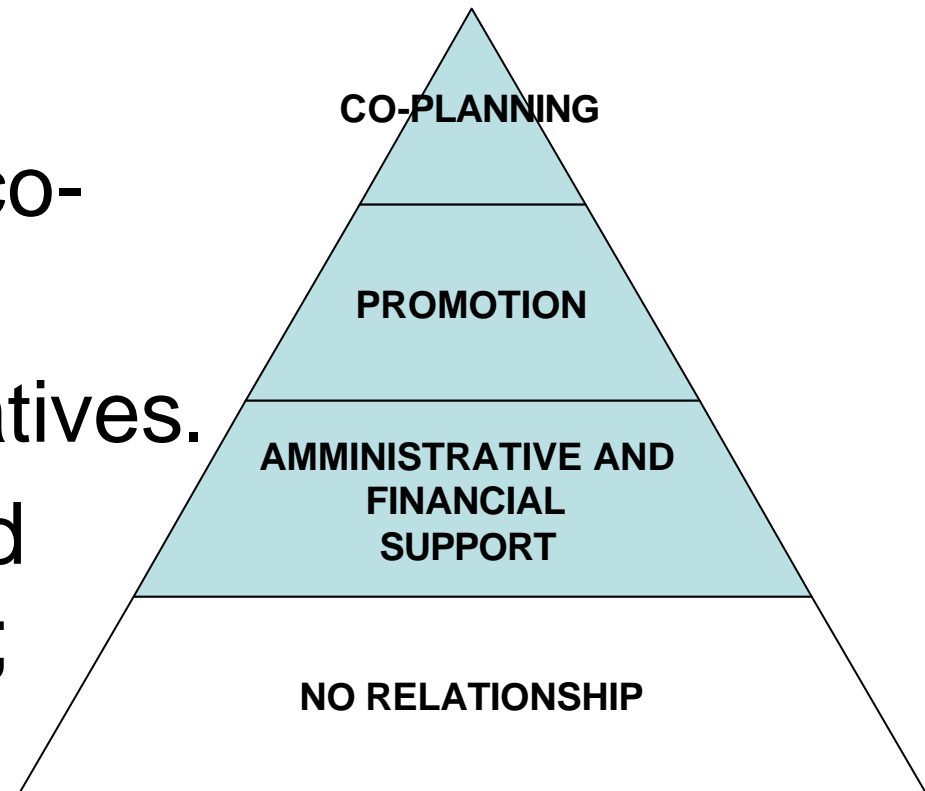 co-
atives.
d
CO-PLANNING
PROMOTION
AMMINISTRATIVE AND
FINANCIAL
SUPPORT
NO RELATIONSHIP